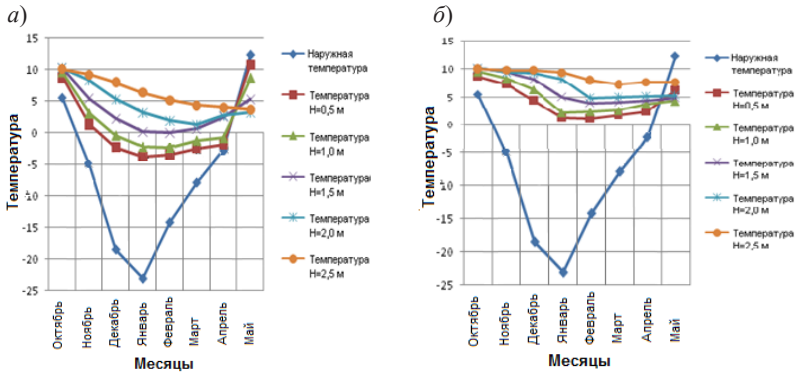 а)
15
10
5
0
-5
-10
-15
-20
-25
Температура
Октябрь
Ноябрь
Декабрь
Январь
Февраль
Март
Апрель
Май
Месяцы
Наружная
температура
Температура
Н=0,5 м
Температура
Н=1,0 м
Температура
Н=1,5 м
Температура
Н=2,0 м
Температура
Н=2,5 м
б)
15
10
5
0
-5
-10
-15
-20
-25
Температура
Октябрь
Ноябрь
Декабрь
Январь
Февраль
Март
Апрель
Май
Месяцы
Наружная
температура
Температура
Н=0,5 м
Температура
Н=1,0 м
Температура
Н=1,5 м
Температура
Н=2,0 м
Температура
Н=2,5 м